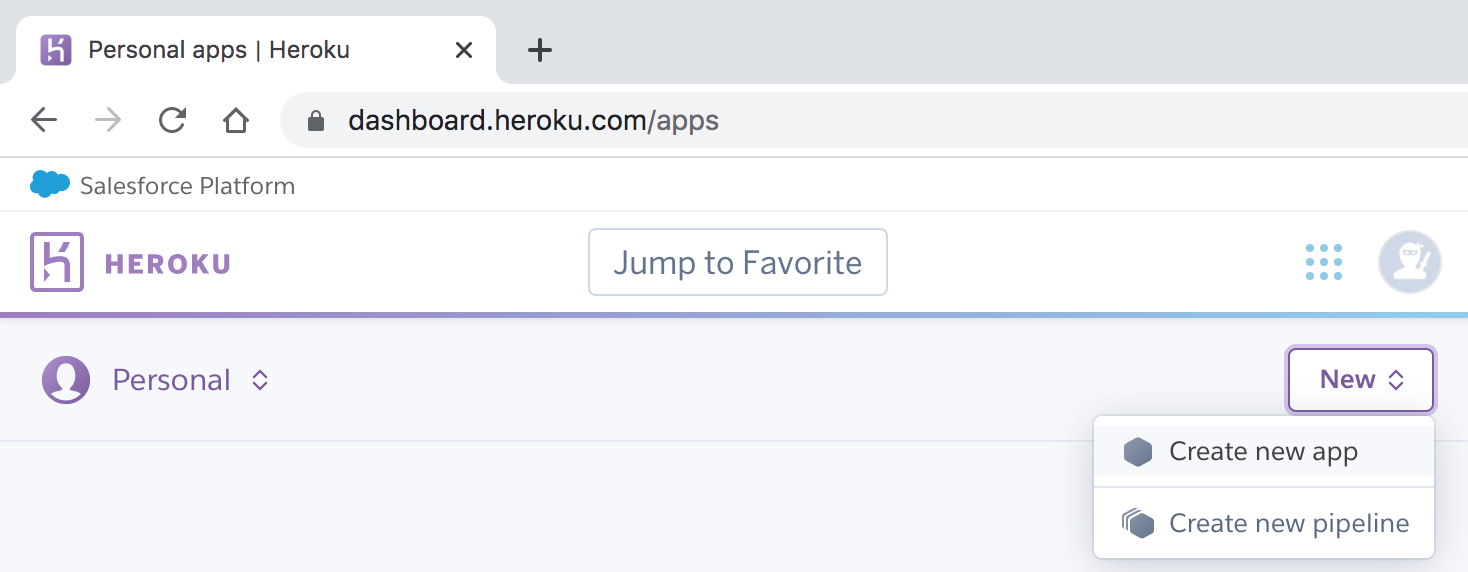 Personal apps | Heroku
dashboard.heroku.com/apps
Salesforce Platform
HEROKU
Jump to Favorite
Personal
New
Create new app
Create new pipeline